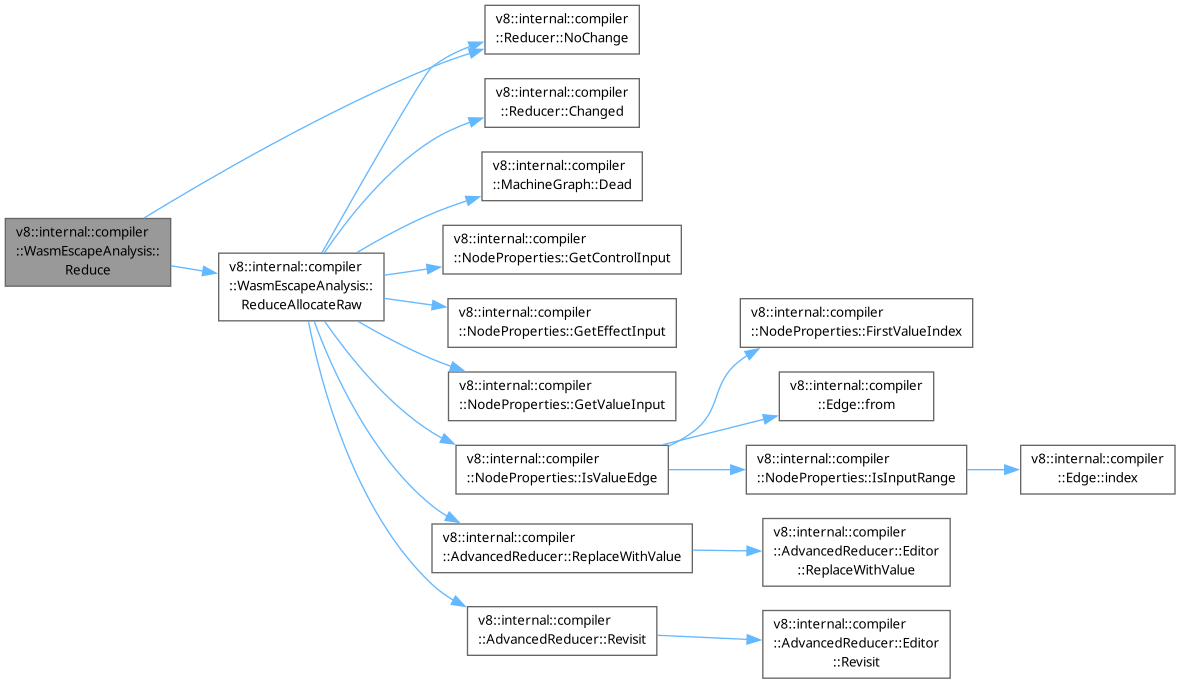 v8::internal::compiler
::WasmEscapeAnalysis::
Reduce
v8::internal::compiler
::WasmEscapeAnalysis::
ReduceAllocateRaw
v8::internal::compiler
::Reducer::NoChange
v8::internal::compiler
::Reducer::Changed
v8::internal::compiler
::MachineGraph::Dead
v8::internal::compiler
::NodeProperties::GetControlInput
v8::internal::compiler
::NodeProperties::GetEffectInput
v8::internal::compiler
::NodeProperties::GetValueInput
v8::internal::compiler
::NodeProperties::IsValueEdge
v8::internal::compiler
::AdvancedReducer::ReplaceWithValue
v8::internal::compiler
::AdvancedReducer::Revisit
v8::internal::compiler
::NodeProperties::FirstValueIndex
v8::internal::compiler
::Edge::from
v8::internal::compiler
::NodeProperties::IsInputRange
v8::internal::compiler
::AdvancedReducer::Editor
::ReplaceWithValue
v8::internal::compiler
::AdvancedReducer::Editor
::Revisit
v8::internal::compiler
::Edge::index